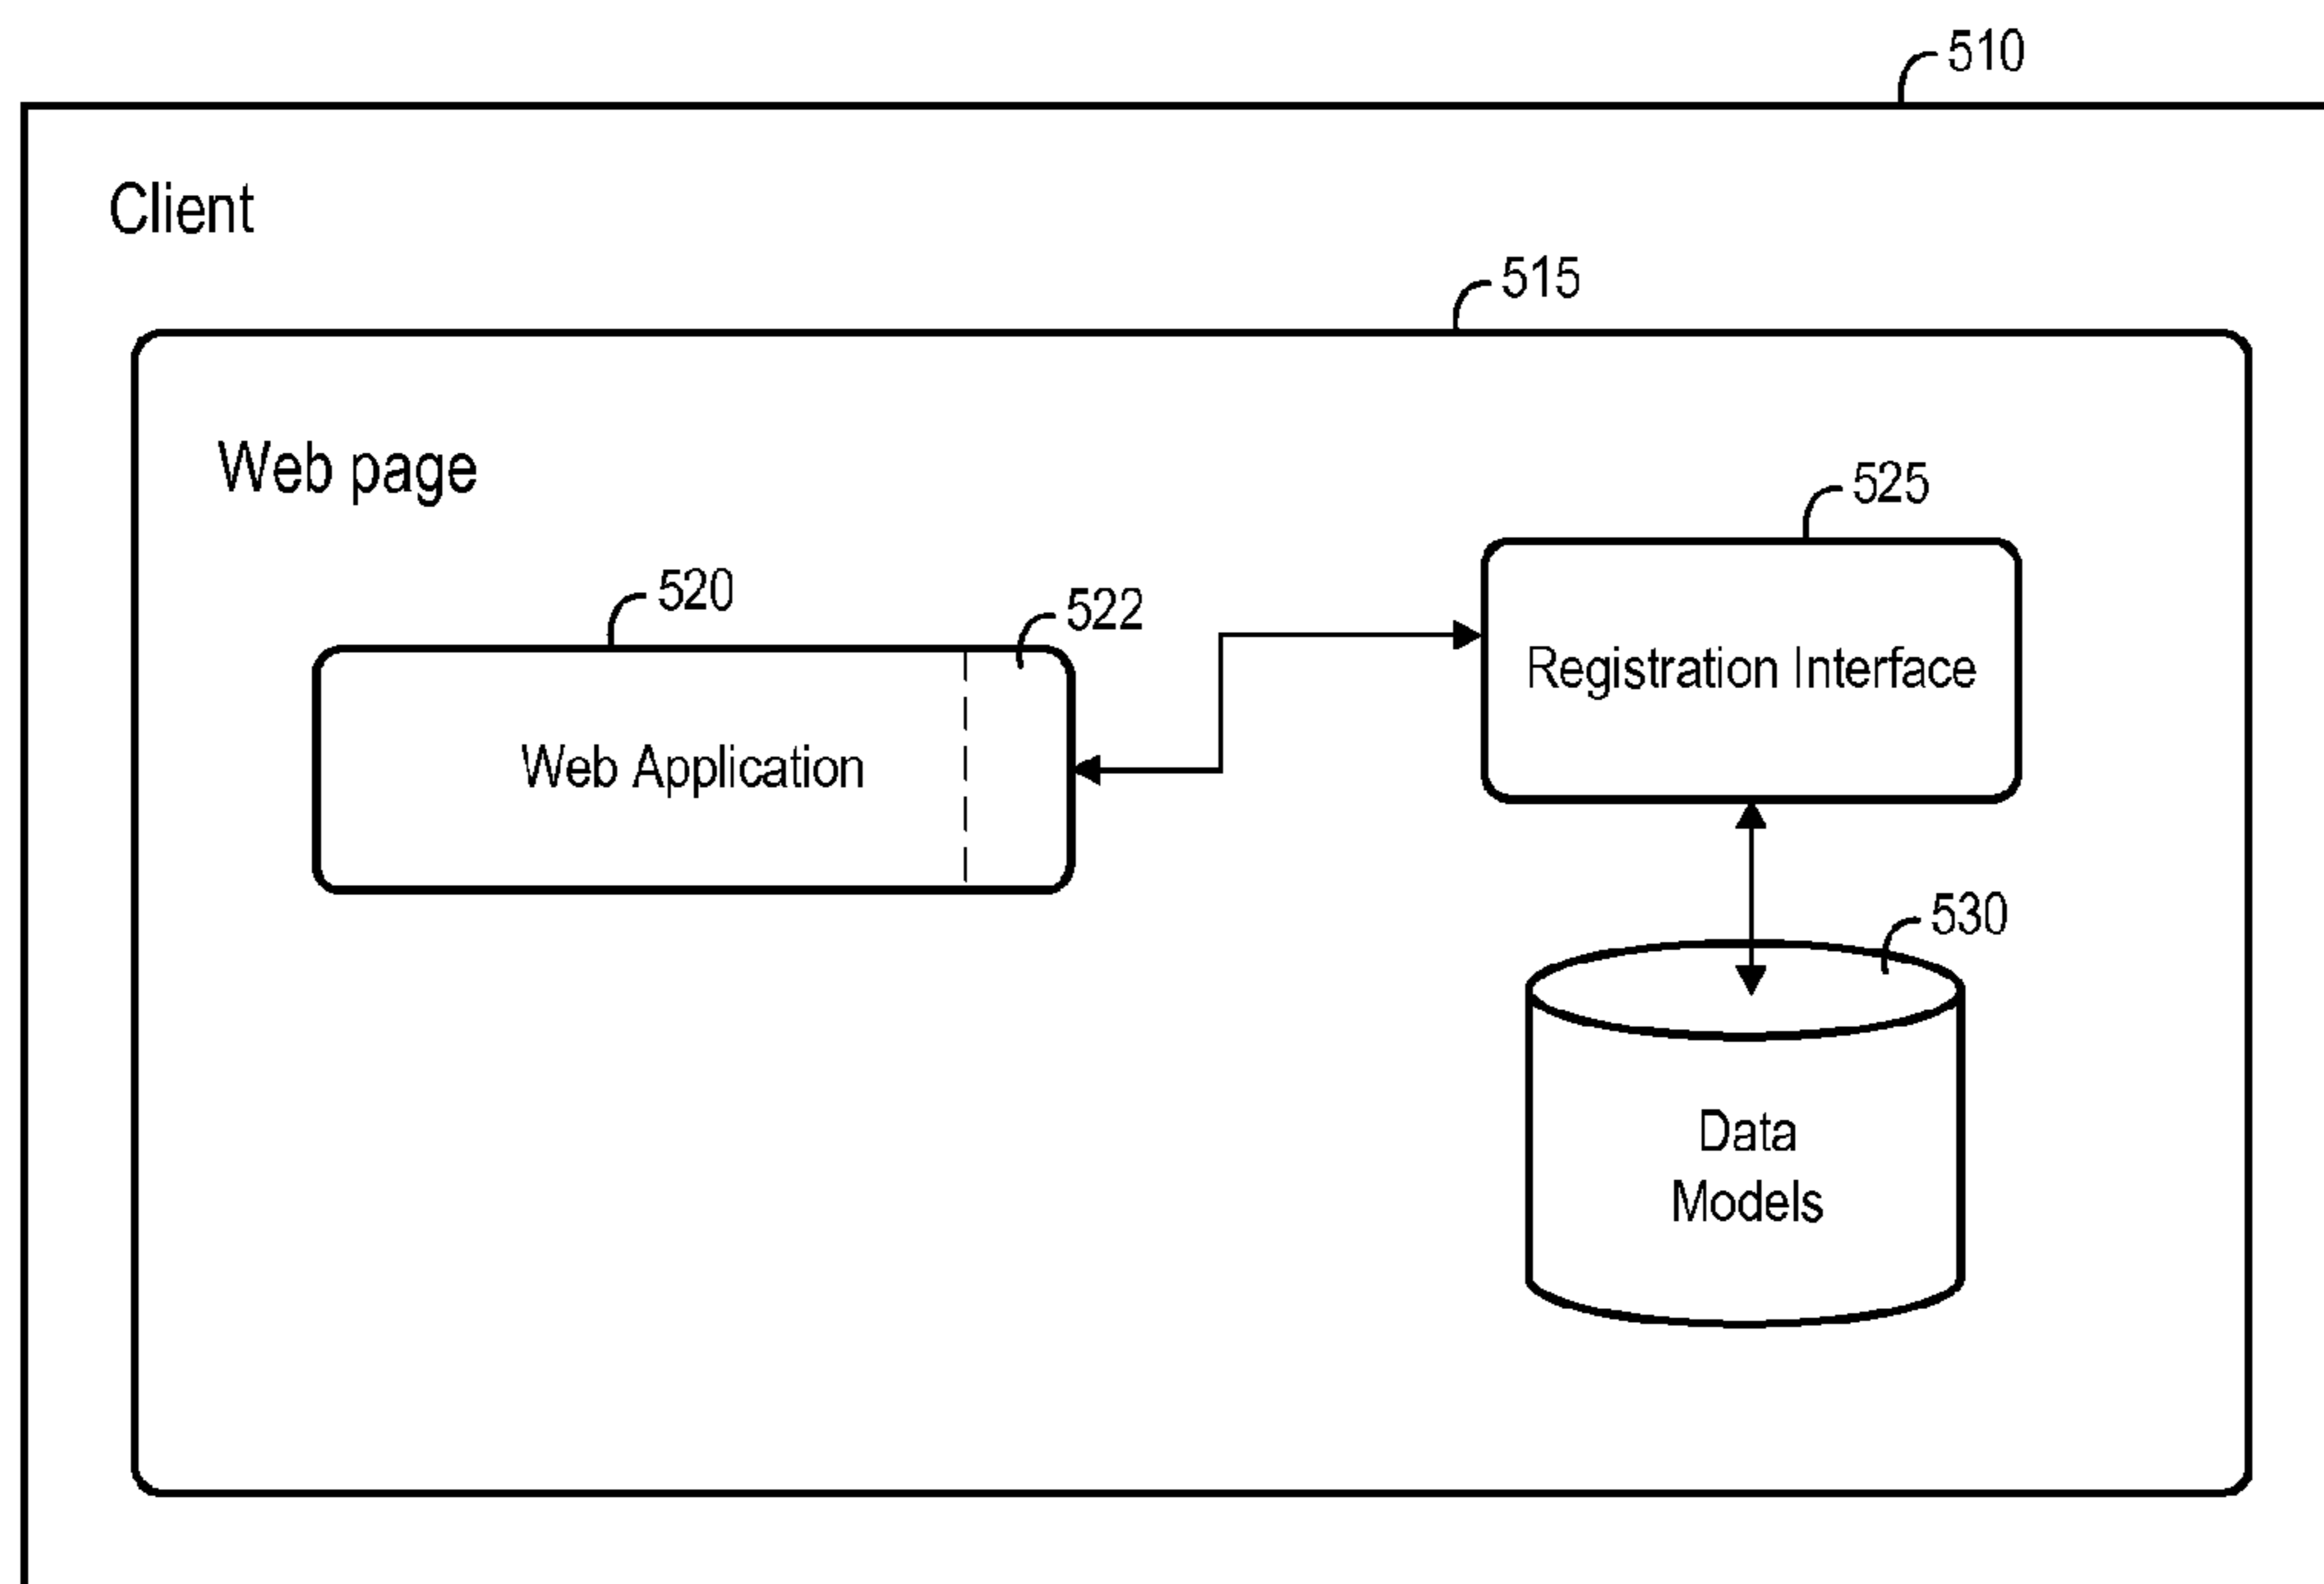 510
Client
515
Web page
525
520
522
Registration Interface
Web Application
530
Data
Models